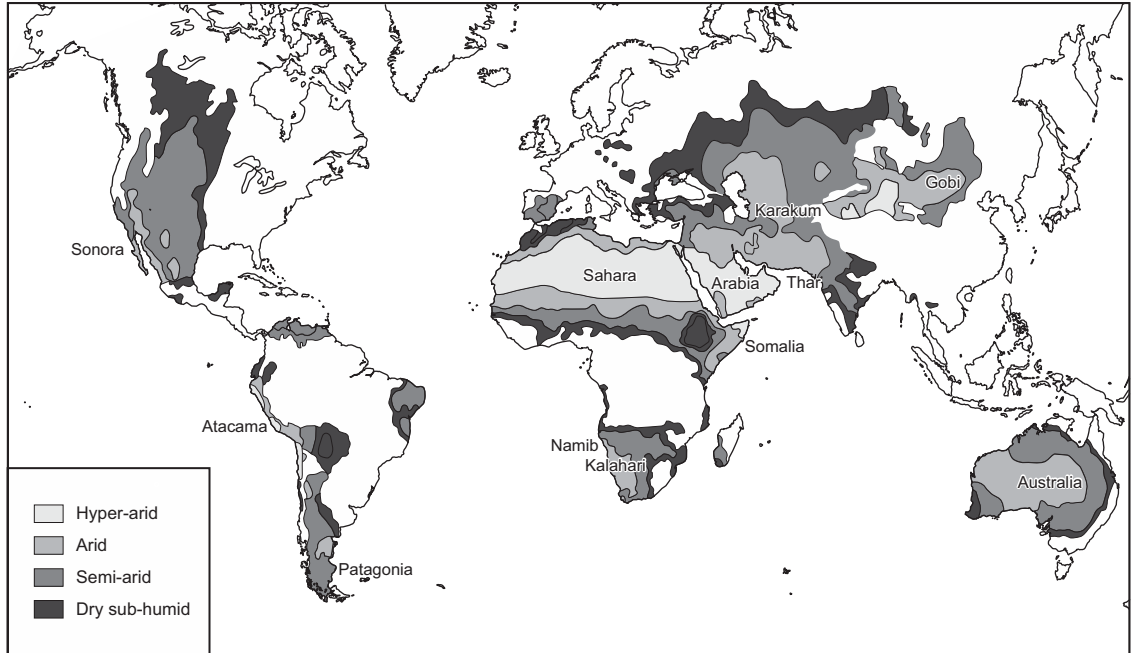 Gobi
Karakum
Sonora
Sahara
Arabia
Thar
Somalia
Atacama
Namib
Kalahari
Australia
Patagonia
Hyper-arid
Arid
Semi-arid
Dry sub-humid